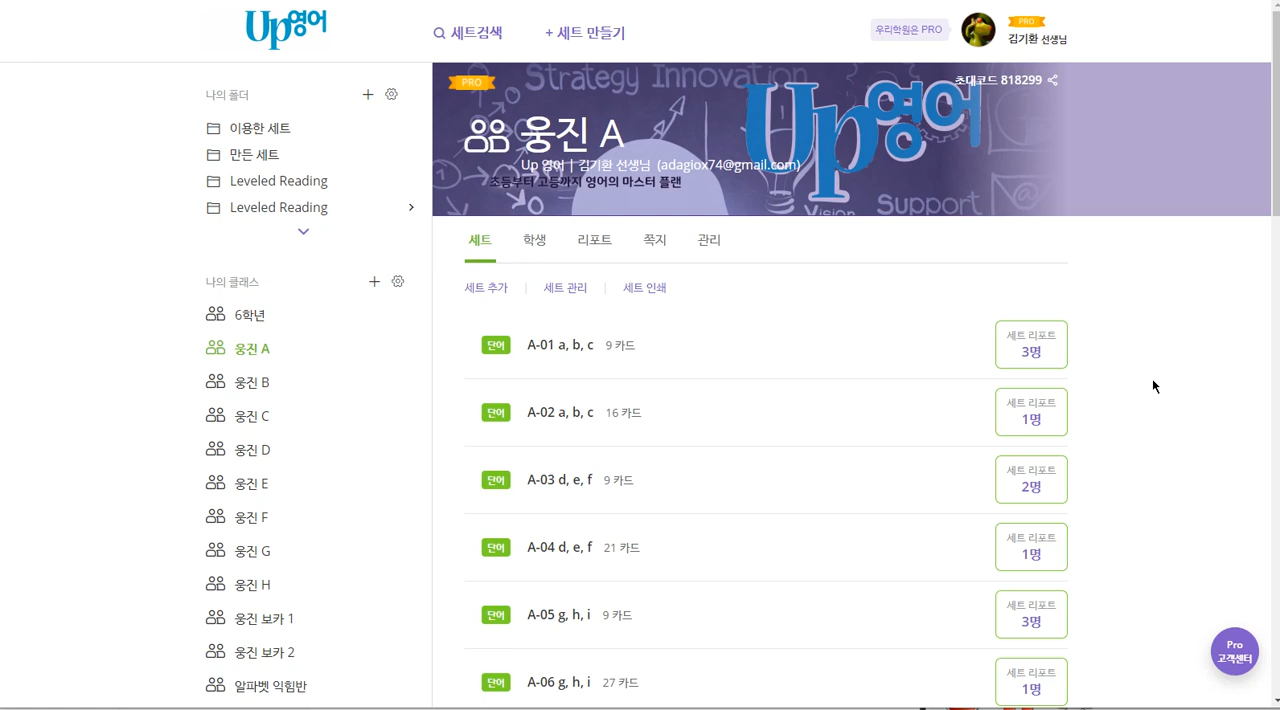 Up영어
세트검색
+ 세트 만들기
우리학원은 PRO
PRO
김기환 선생님
나의 폴더
이용한 세트
만든 세트
Leveled Reading
Leveled Reading
나의 클래스
6학년
웅진 A
웅진 B
웅진 C
웅진 D
웅진 E
웅진 F
웅진 G
웅진 H
웅진 보카 1
웅진 보카 2
알파벳 익힘반
PRO
Strategy Innovation
초대코드 818299
Up영어
웅진 A
Up 영어 | 김기환 선생님 (adagiox74@gmail.com)
초등부터 고등까지 영어의 마스터 플랜
Vision
Support
세트 학생 리포트 쪽지 관리
세트 추가 | 세트 관리 | 세트 인쇄
단어 A-01 a, b, c 9 카드
세트 리포트
3명
단어 A-02 a, b, c 16 카드
세트 리포트
1명
단어 A-03 d, e, f 9 카드
세트 리포트
2명
단어 A-04 d, e, f 21 카드
세트 리포트
1명
단어 A-05 g, h, i 9 카드
세트 리포트
3명
단어 A-06 g, h, i 27 카드
세트 리포트
1명
Pro
고객센터